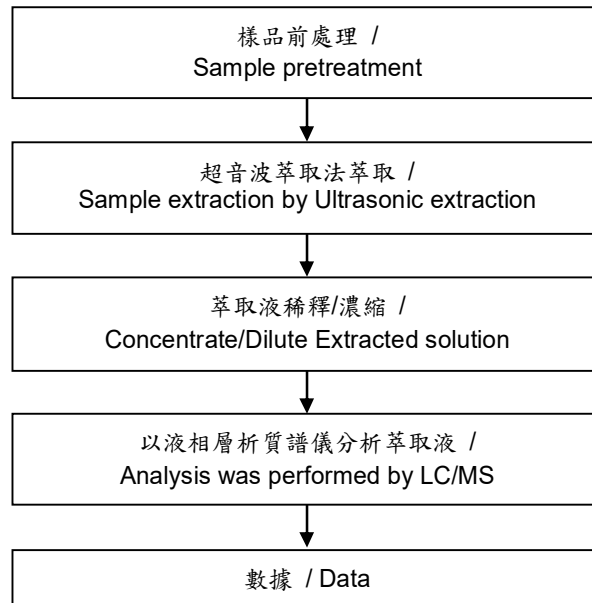 樣品前處理 /
Sample pretreatment
超音波萃取法萃取 /
Sample extraction by Ultrasonic extraction
萃取液稀釋/濃縮 /
Concentrate/Dilute Extracted solution
以液相層析質譜儀分析萃取液 /
Analysis was performed by LC/MS
數據 / Data